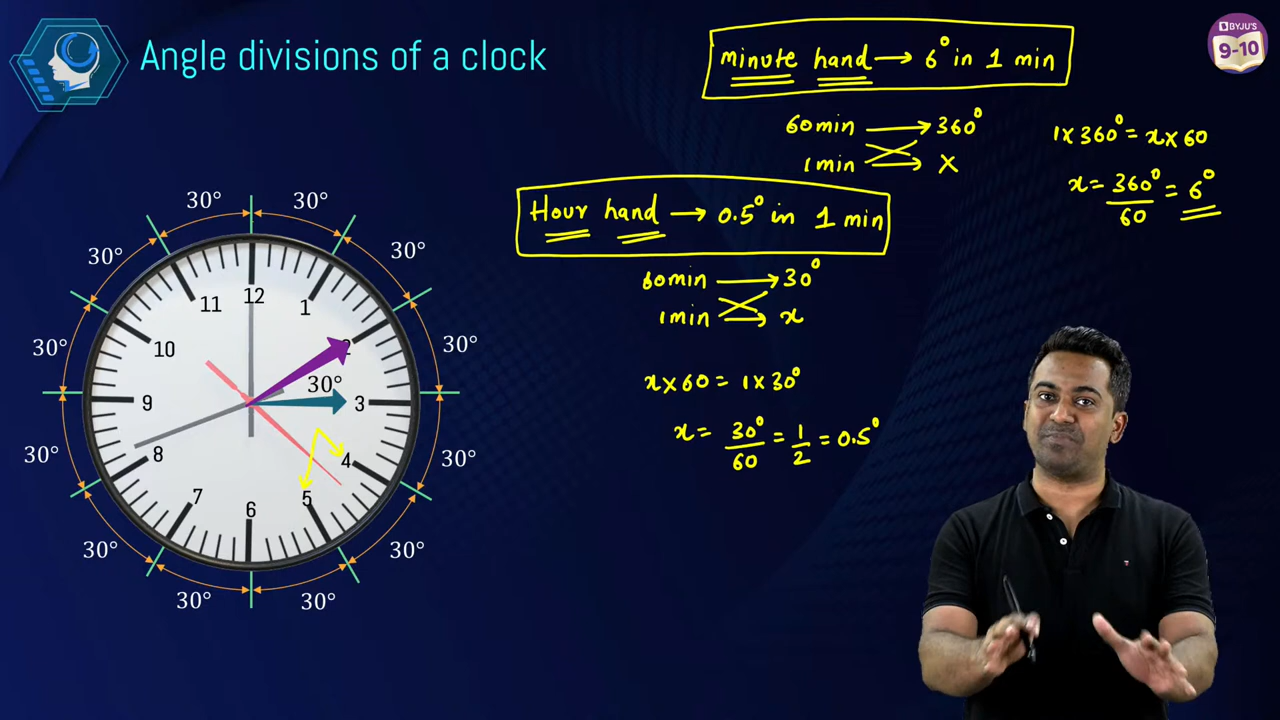 Angle divisions of a clock
BYJU'S
9-10
minute hand → 6° in 1 min
60min → 360°
1min → x
1x360° = x x 60
x = 360°/60 = 6°
Hour hand → 0.5° in 1 min
60min → 30°
1min → x
x x 60 = 1 x 30°
x = 30°/60 = 1/2 = 0.5°
30° 30°
30° 30°
30° 30°
30° 30°
30° 30°
30° 30°
12
11 1
10 2
30°
9 3
8 4
7 5
6